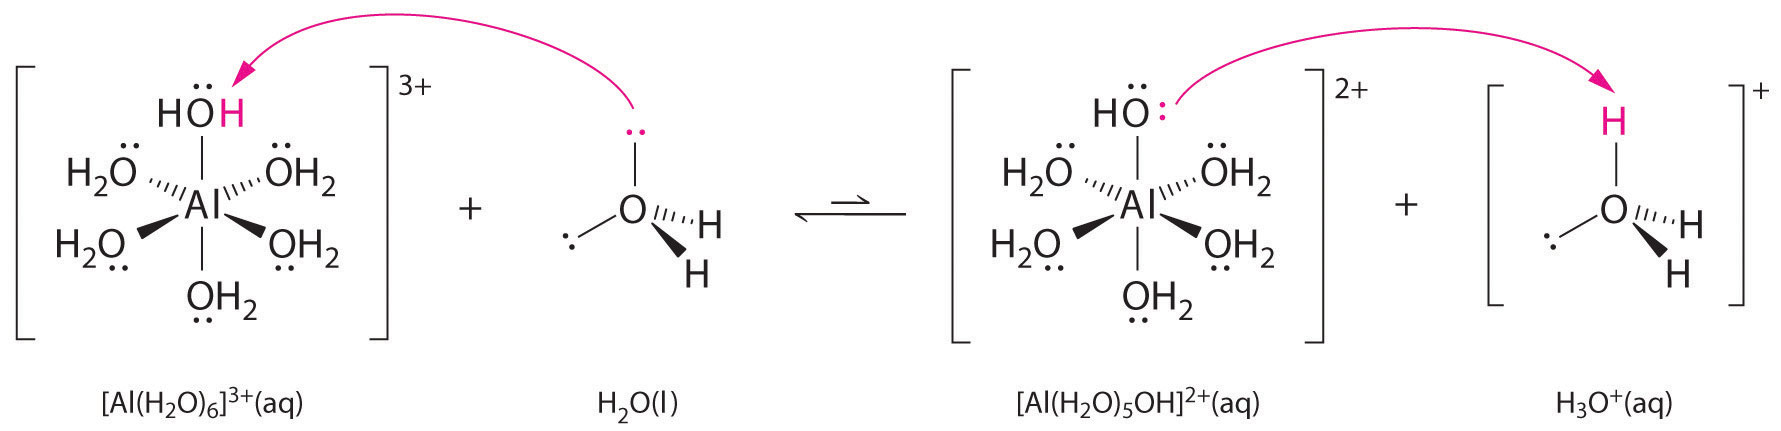 3+
HOH
H₂O
OH₂
Al
H₂O
OH₂
OH₂
+
O
H
H
2+
HO
H₂O
OH₂
Al
H₂O
OH₂
OH₂
+
+
H
O
H
H
[Al(H₂O)₆]³⁺(aq)
H₂O(l)
[Al(H₂O)₅OH]²⁺(aq)
H₃O⁺(aq)